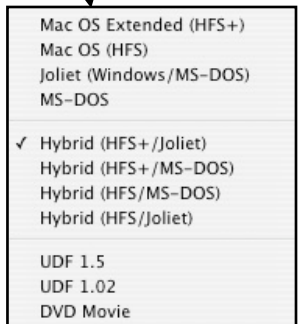 Mac OS Extended (HFS+)
Mac OS (HFS)
Joliet (Windows/MS-DOS)
MS-DOS
✓ Hybrid (HFS+/Joliet)
Hybrid (HFS+/MS-DOS)
Hybrid (HFS/MS-DOS)
Hybrid (HFS/Joliet)
UDF 1.5
UDF 1.02
DVD Movie